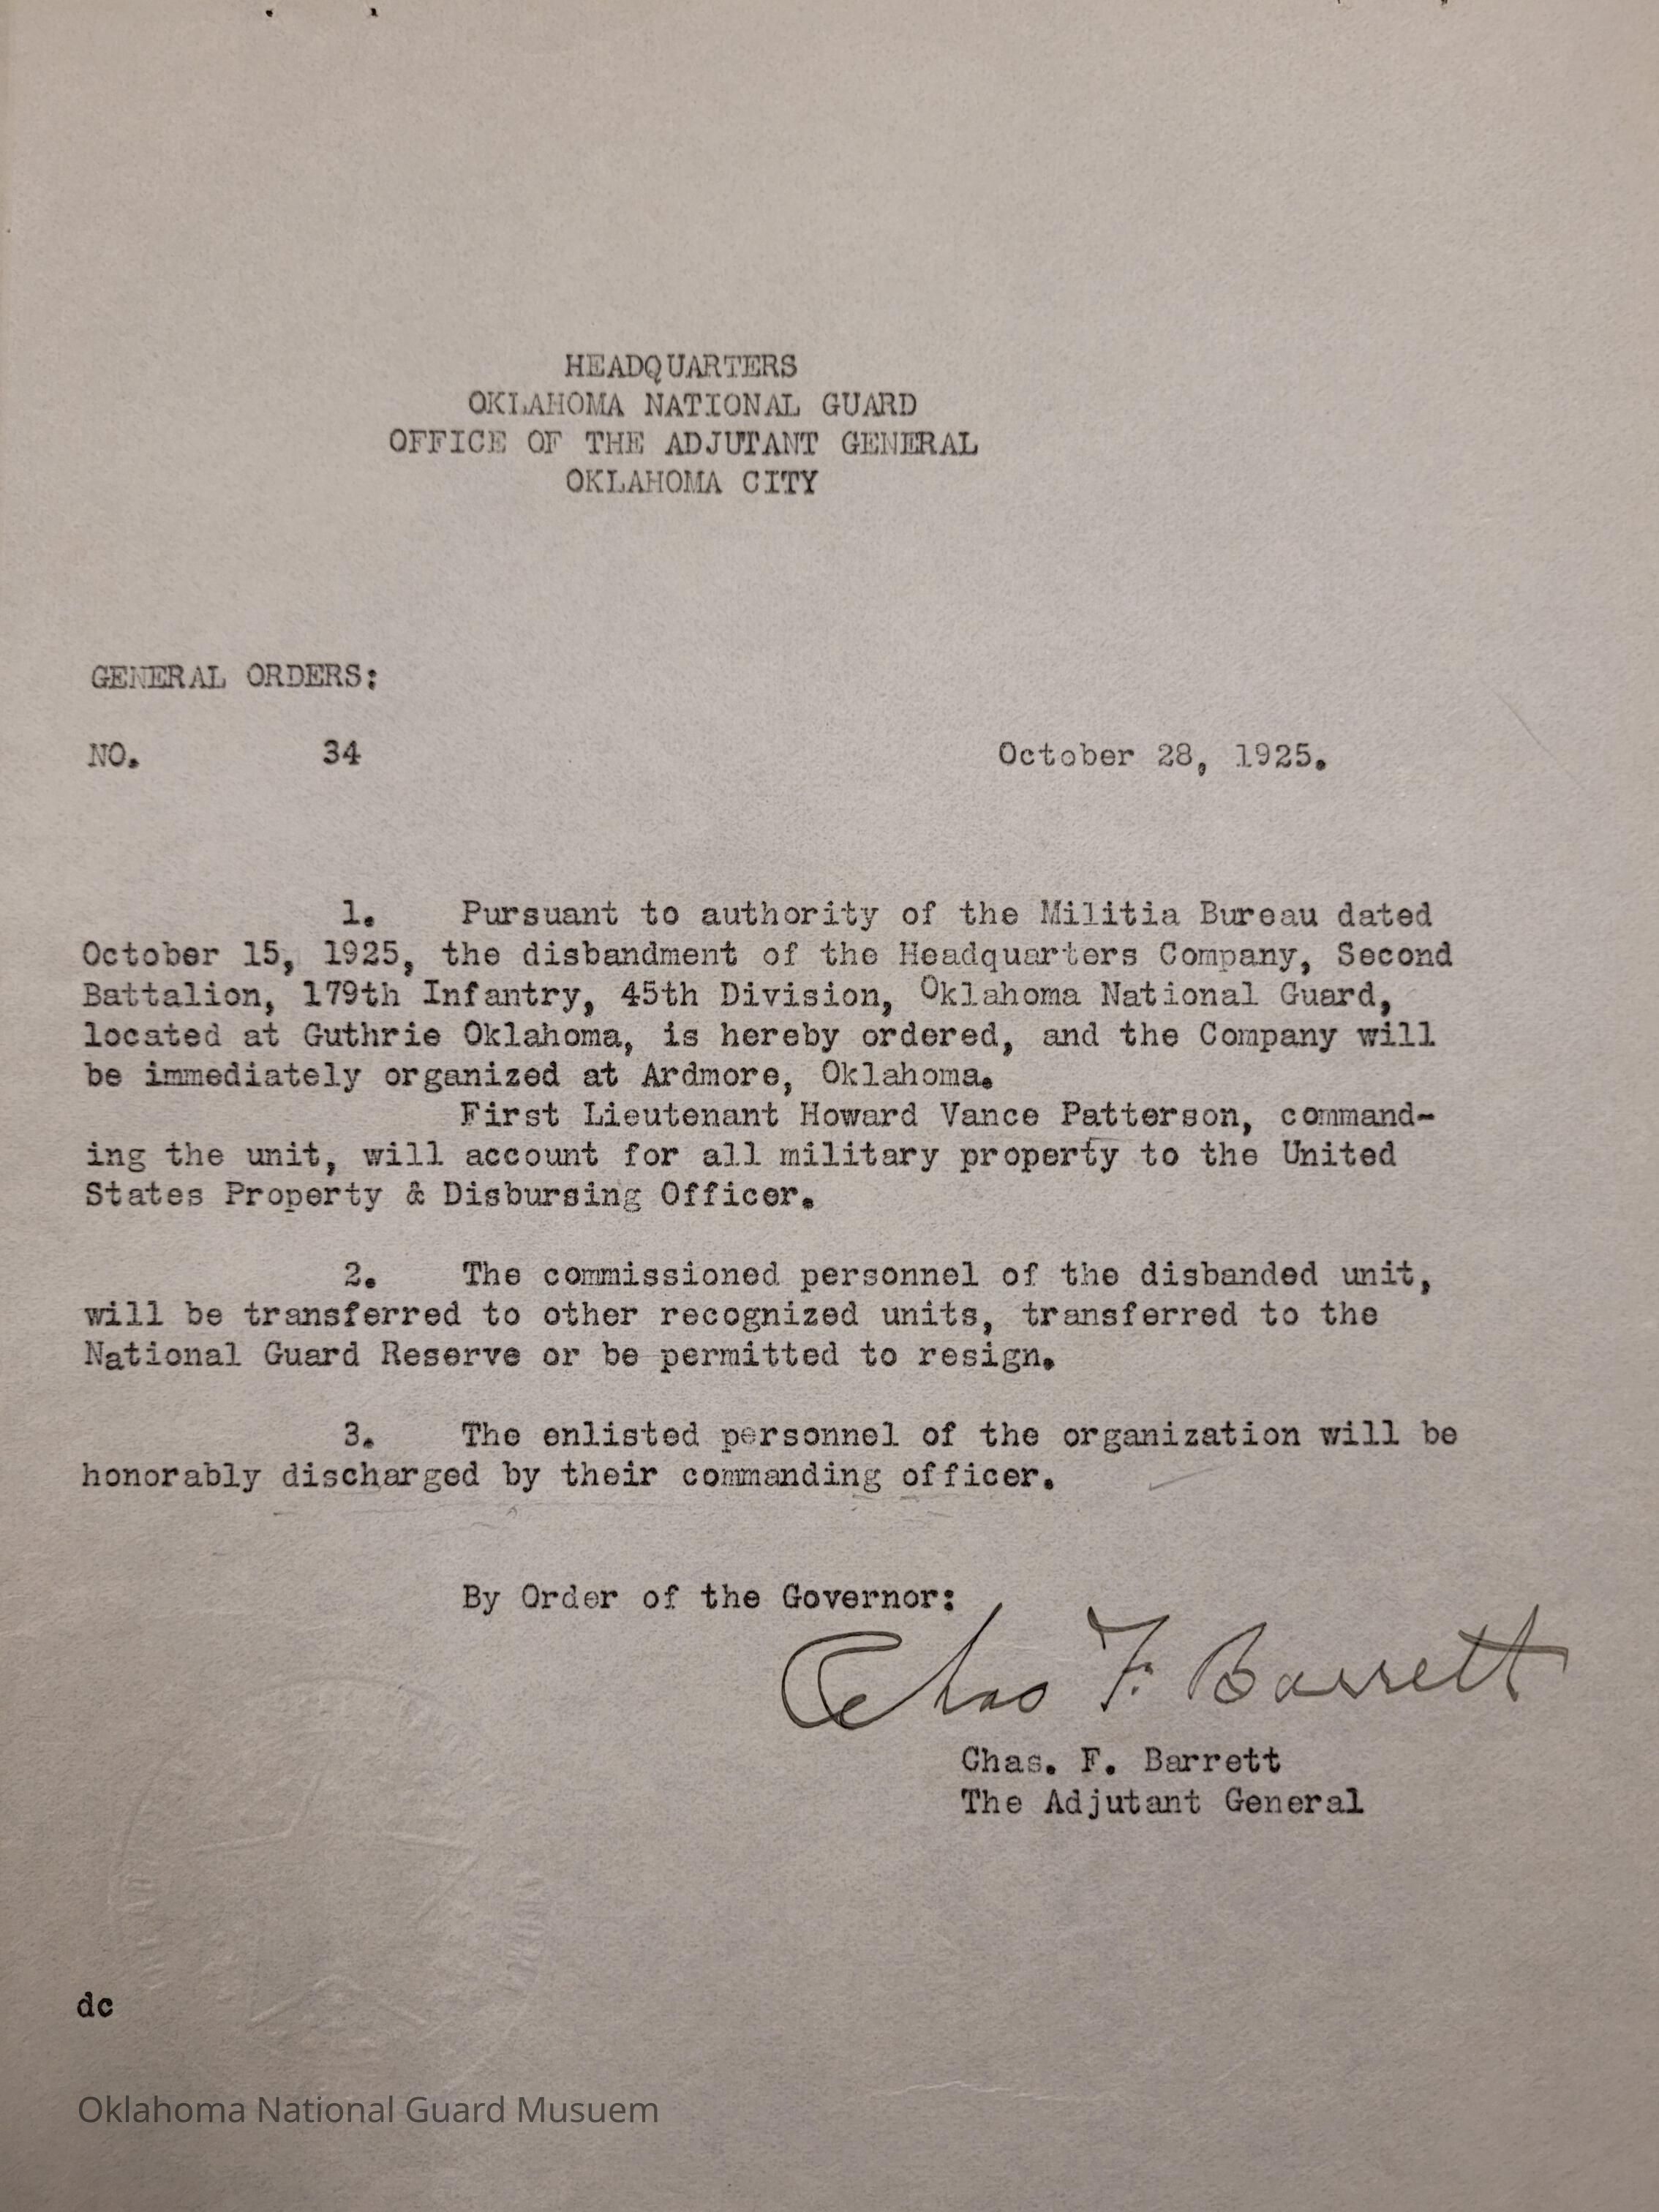 HEADQUARTERS
OKLAHOMA NATIONAL GUARD
OFFICE OF THE ADJUTANT GENERAL
OKLAHOMA CITY
GENERAL ORDERS:
NO. 34 October 28, 1925.
1. Pursuant to authority of the Militia Bureau dated
October 15, 1925, the disbandment of the Headquarters Company, Second
Battalion, 179th Infantry, 45th Division, Oklahoma National Guard,
located at Guthrie Oklahoma, is hereby ordered, and the Company will
be immediately organized at Ardmore, Oklahoma.
First Lieutenant Howard Vance Patterson, command-
ing the unit, will account for all military property to the United
States Property & Disbursing Officer.
2. The commissioned personnel of the disbanded unit,
will be transferred to other recognized units, transferred to the
National Guard Reserve or be permitted to resign.
3. The enlisted personnel of the organization will be
honorably discharged by their commanding officer.
By Order of the Governor:
Chas F. Barrett
Chas. F. Barrett
The Adjutant General
dc
Oklahoma National Guard Musuem